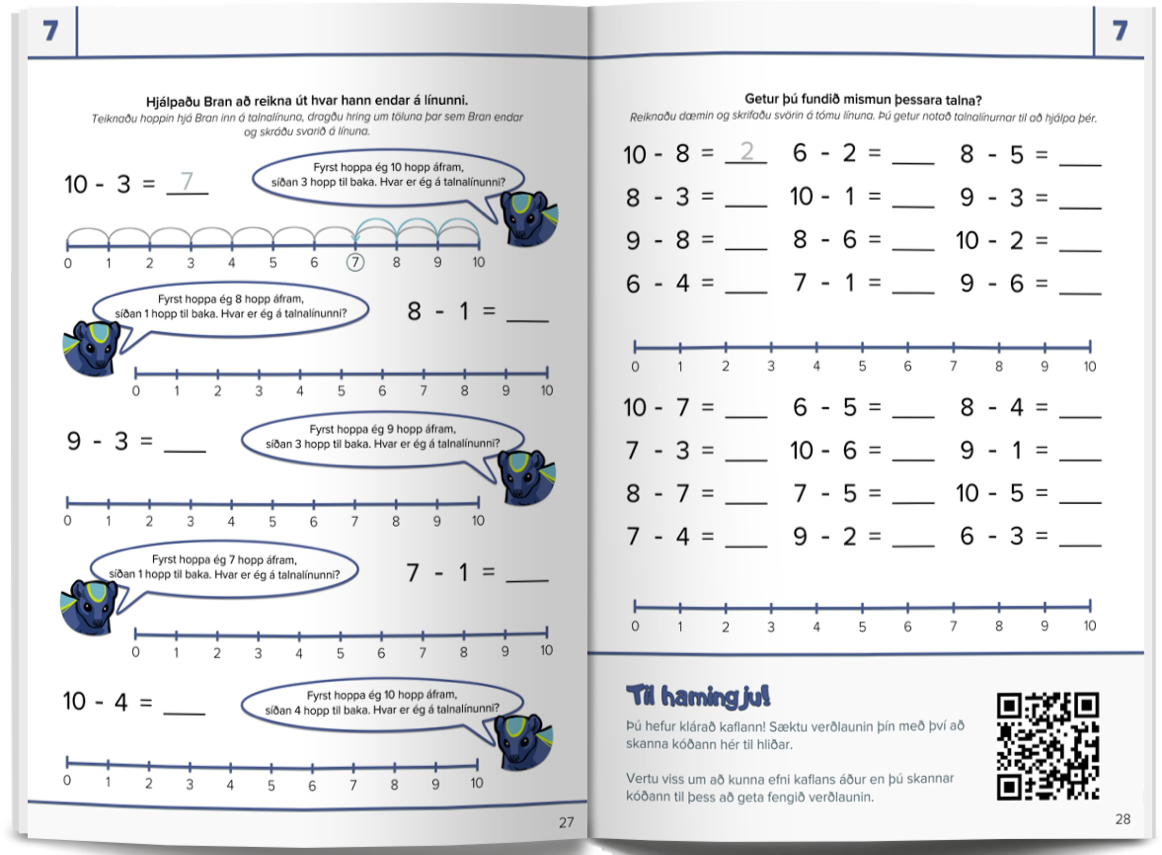 7
Hjálpaðu Bran að reikna út hvar hann endar á línunni.
Teiknaðu hoppin hjá Bran inn á talnalínuna, dragðu hring um töluna þar sem Bran endar
og skráðu svarið á línuna.
10 - 3 = 7
Fyrst hoppa ég 10 hopp áfram,
síðan 3 hopp til baka. Hvar er ég á talnalínunni?
0 1 2 3 4 5 6 7 8 9 10
Fyrst hoppa ég 8 hopp áfram,
síðan 1 hopp til baka. Hvar er ég á talnalínunni?
8 - 1 = ___
0 1 2 3 4 5 6 7 8 9 10
9 - 3 = ___
Fyrst hoppa ég 9 hopp áfram,
síðan 3 hopp til baka. Hvar er ég á talnalínunni?
0 1 2 3 4 5 6 7 8 9 10
Fyrst hoppa ég 7 hopp áfram,
síðan 1 hopp til baka. Hvar er ég á talnalínunni?
7 - 1 = ___
0 1 2 3 4 5 6 7 8 9 10
10 - 4 = ___
Fyrst hoppa ég 10 hopp áfram,
síðan 4 hopp til baka. Hvar er ég á talnalínunni?
0 1 2 3 4 5 6 7 8 9 10
27
7
Getur þú fundið mismun þessara talna?
Reiknaðu dæmin og skrifaðu svörin á tómu línuna. Þú getur notað talnalínurnar til að hjálpa þér.
10 - 8 = 2 6 - 2 = ___ 8 - 5 = ___
8 - 3 = ___ 10 - 1 = ___ 9 - 3 = ___
9 - 8 = ___ 8 - 6 = ___ 10 - 2 = ___
6 - 4 = ___ 7 - 1 = ___ 9 - 6 = ___
0 1 2 3 4 5 6 7 8 9 10
10 - 7 = ___ 6 - 5 = ___ 8 - 4 = ___
7 - 3 = ___ 10 - 6 = ___ 9 - 1 = ___
8 - 7 = ___ 7 - 5 = ___ 10 - 5 = ___
7 - 4 = ___ 9 - 2 = ___ 6 - 3 = ___
0 1 2 3 4 5 6 7 8 9 10
Til hamingju!
Þú hefur klárað kaflann! Sæktu verðlaunin þín með því að
skanna kóðann hér til hliðar.
Vertu viss um að kunna efni kaflans áður en þú skannar
kóðann til þess að geta fengið verðlaunin.
28